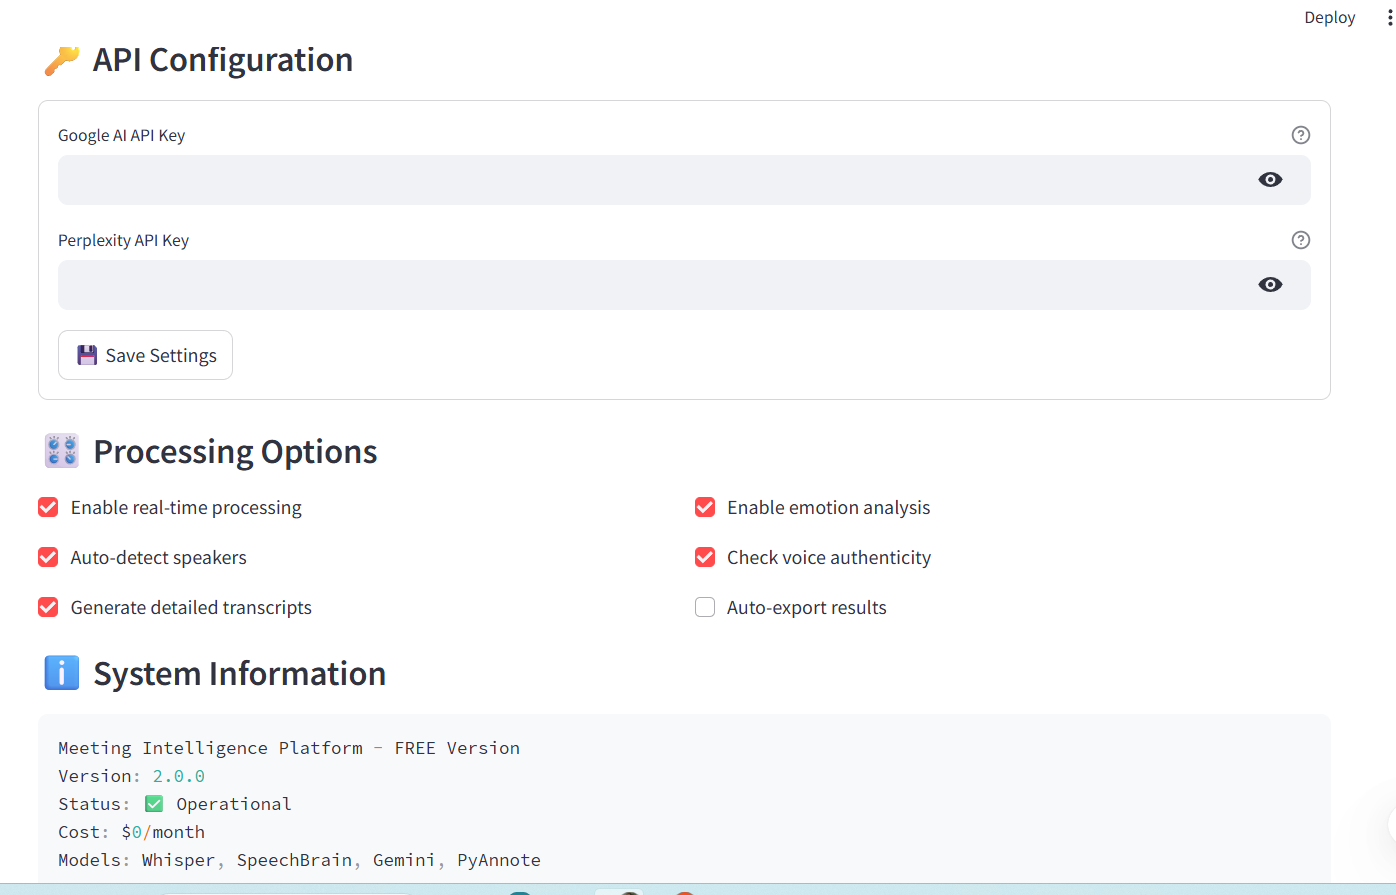 Deploy
🔑 API Configuration
Google AI API Key
Perplexity API Key
💾 Save Settings
🎛️ Processing Options
Enable real-time processing
Enable emotion analysis
Auto-detect speakers
Check voice authenticity
Generate detailed transcripts
Auto-export results
ℹ️ System Information
Meeting Intelligence Platform - FREE Version
Version: 2.0.0
Status: ✅ Operational
Cost: $0/month
Models: Whisper, SpeechBrain, Gemini, PyAnnote